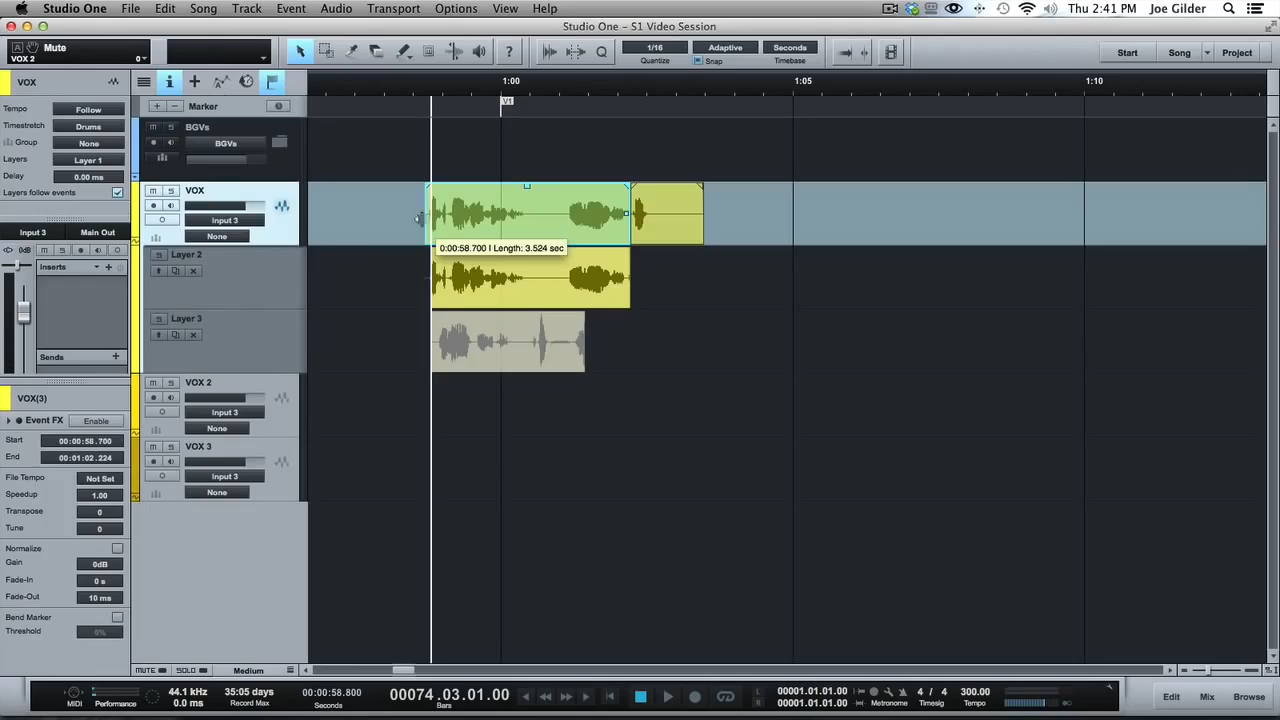 Studio One File Edit Song Track Event Audio Transport Options View Help Thu 2:41 PM Joe Gilder
Studio One - S1 Video Session
Mute
VOX 2 0
1/16 Adaptive Seconds
Quantize Snap Timebase
Start Song Project
VOX
Tempo Follow
Timestretch Drums
Group None
Layers Layer 1
Delay 0.00 ms
Layers follow events
Input 3 Main Out
0dB M S
Inserts
Sends
VOX(3)
Event FX Enable
Start 00:00:58.700
End 00:01:02.224
File Tempo Not Set
Speedup 1.00
Transpose 0
Tune 0
Normalize
Gain 0dB
Fade-In 0 s
Fade-Out 10 ms
Bend Marker
Threshold 0%
Marker
M S BGVs
BGVs
M S VOX
Input 3
None
S Layer 2
S Layer 3
M S VOX 2
Input 3
None
M S VOX 3
Input 3
None
1:00 1:05 1:10
V1
0:00:58.700 I Length: 3.524 sec
MUTE SOLO Medium
MIDI Performance
44.1 kHz
0.0 ms
35:05 days
Record Max
00:00:58.800
Seconds
00074.03.01.00
Bars
L 00001.01.01.00
R 00001.01.01.00
Metronome
4 / 4
Timesig
300.00
Tempo
Edit Mix Browse